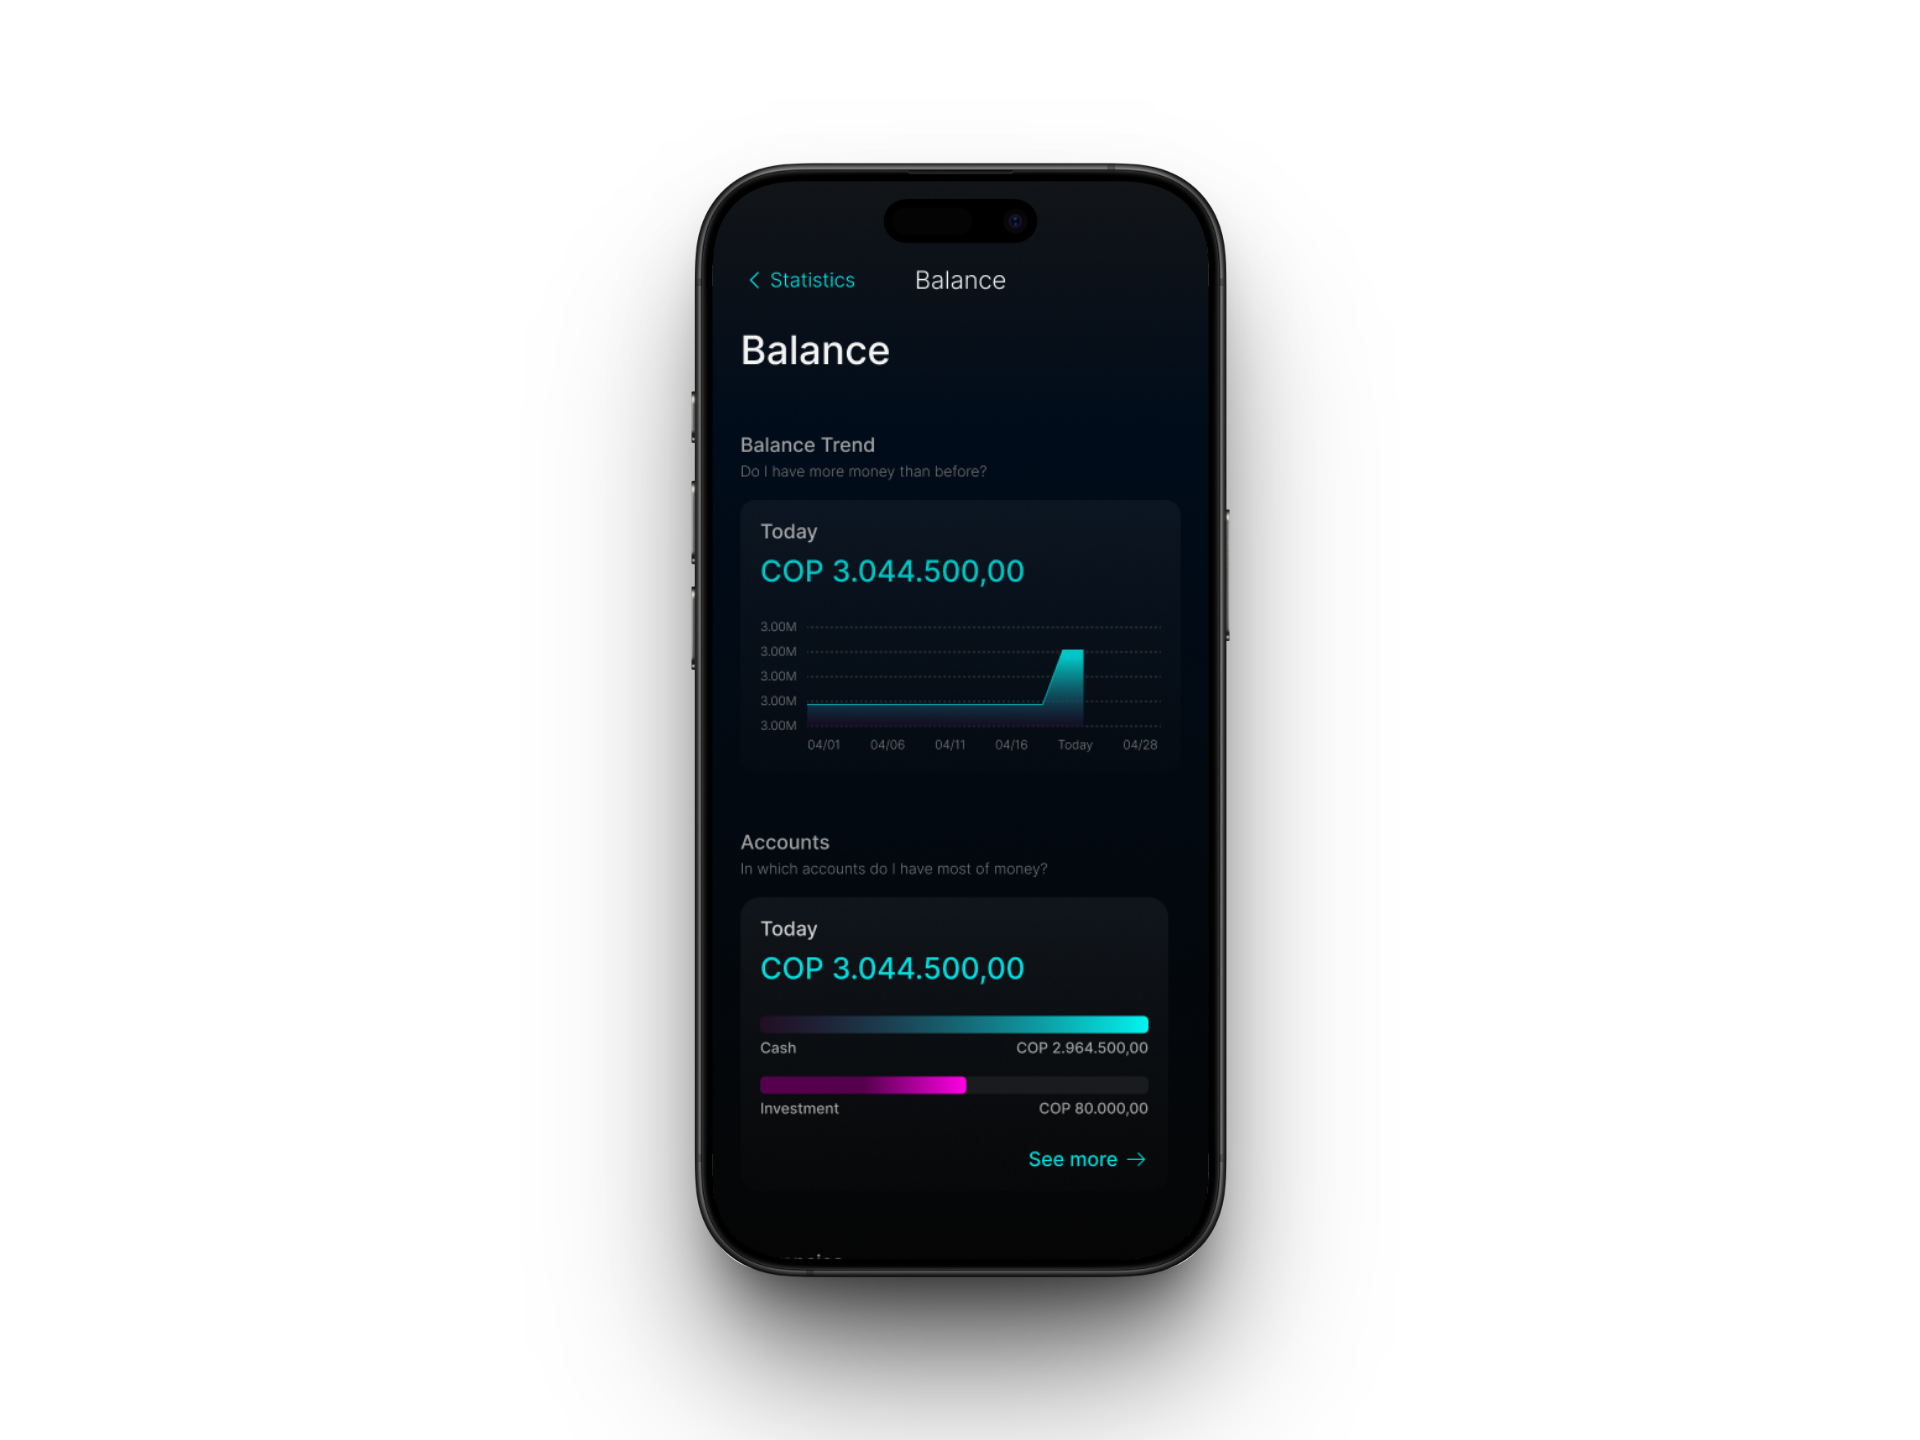 Statistics
Balance
Balance
Balance Trend
Do I have more money than before?
Today
COP 3.044.500,00
3.00M
3.00M
3.00M
3.00M
3.00M
04/01 04/06 04/11 04/16 Today 04/28
Accounts
In which accounts do I have most of money?
Today
COP 3.044.500,00
Cash COP 2.964.500,00
Investment COP 80.000,00
See more